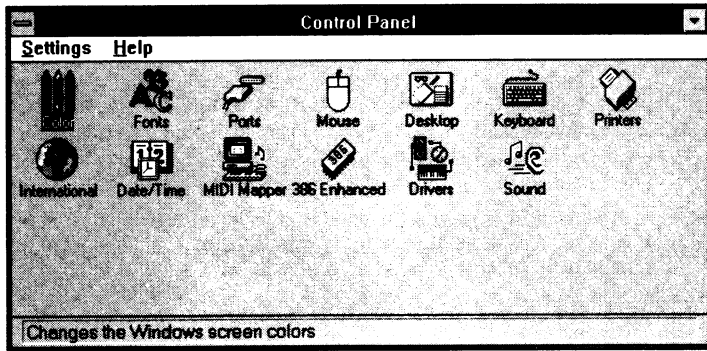 Control Panel
Settings Help
Color Fonts Ports Mouse Desktop Keyboard Printers
International Date/Time MIDI Mapper 386 Enhanced Drivers Sound
Changes the Windows screen colors